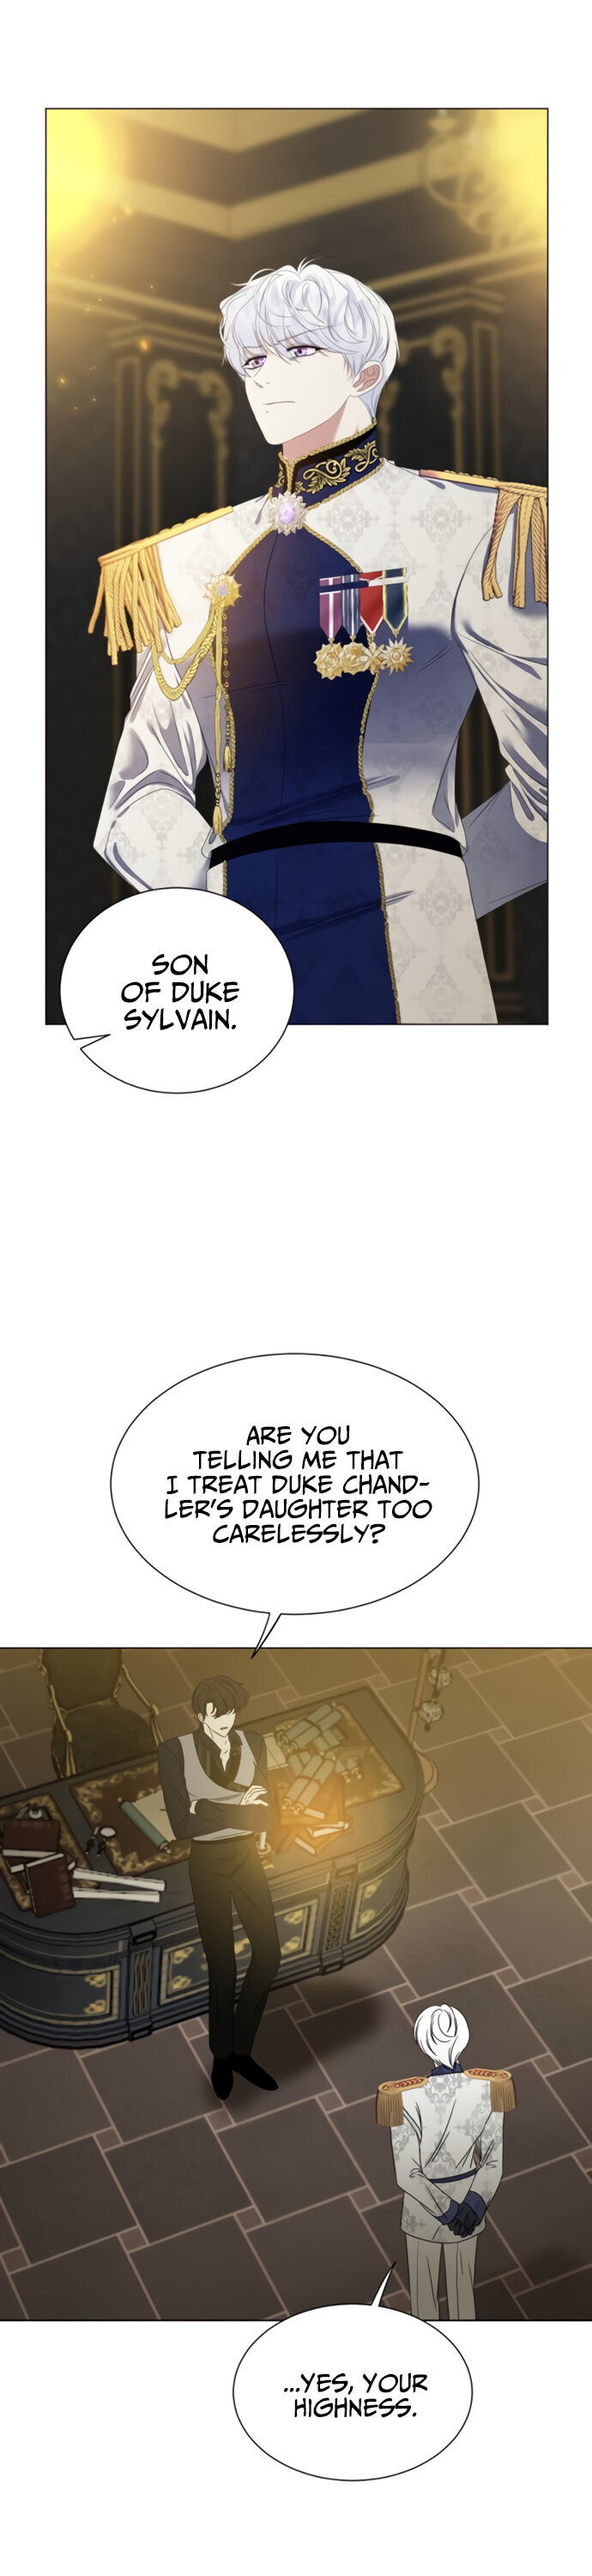 SON
OF DUKE
SYLVAIN.
ARE YOU
TELLING ME THAT
I TREAT DUKE CHAND-
LER'S DAUGHTER TOO
CARELESSLY?
...YES, YOUR
HIGHNESS.